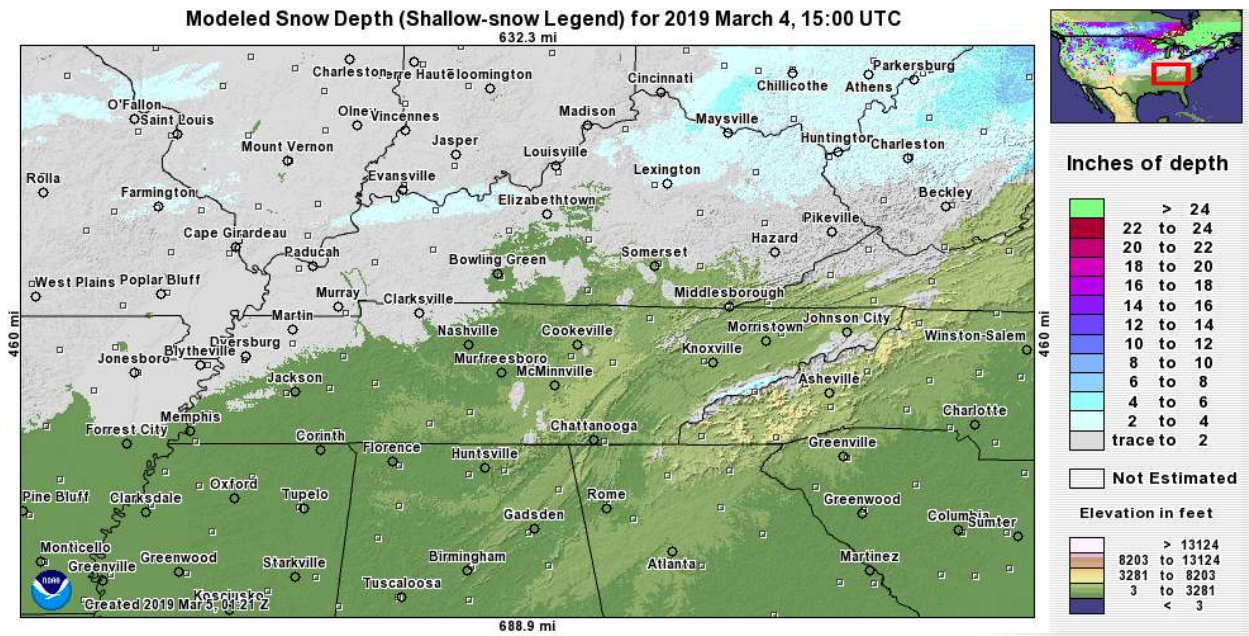 Modeled Snow Depth (Shallow-snow Legend) for 2019 March 4, 15:00 UTC
632.3 mi
Charleston
erre Haute
loomington
Parkersburg
Cincinnati
Chillicothe
Athens
O'Fallon
Saint Louis
Olney
Vincennes
Madison
Maysville
Mount Vernon
Jasper
Huntington
Charleston
Louisville
Rolla
Evansville
Lexington
Farmington
Elizabethtown
Beckley
Cape Girardeau
Pikeville
Paducah
Bowling Green
Somerset
Hazard
West Plains
Poplar Bluff
Murray
Clarksville
Middlesborough
Martin
Nashville
Cookeville
Morristown
Johnson City
Winston-Salem
460 mi
460 mi
Jonesboro
Blytheville
Dyersburg
Murfreesboro
Knoxville
McMinnville
Jackson
Asheville
Memphis
Charlotte
Forrest City
Corinth
Florence
Chattanooga
Greenville
Huntsville
Pine Bluff
Clarksdale
Oxford
Tupelo
Rome
Greenwood
Gadsden
Columbia
Sumter
Monticello
Greenville
Greenwood
Starkville
Birmingham
Atlanta
Martinez
NOAA
Tuscaloosa
Kosciusko
Created 2019 Mar 5, 01:21 Z
688.9 mi
Inches of depth
> 24
22 to 24
20 to 22
18 to 20
16 to 18
14 to 16
12 to 14
10 to 12
8 to 10
6 to 8
4 to 6
2 to 4
trace to 2
Not Estimated
Elevation in feet
> 13124
8203 to 13124
3281 to 8203
3 to 3281
< 3